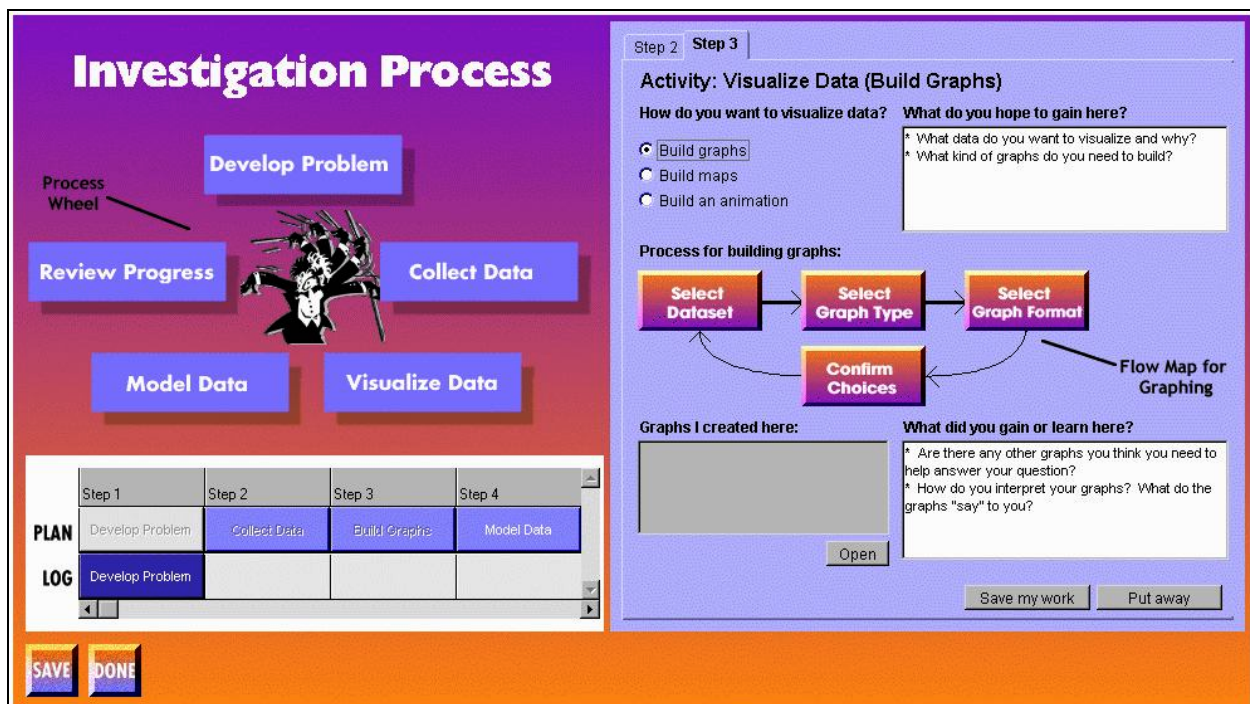 Investigation Process
Develop Problem
Process
Wheel
Review Progress
Collect Data
Model Data
Visualize Data
Step 1
Step 2
Step 3
Step 4
PLAN
Develop Problem
Collect Data
Build Graphs
Model Data
LOG
Develop Problem
SAVE
DONE
Step 2
Step 3
Activity: Visualize Data (Build Graphs)
How do you want to visualize data?
Build graphs
Build maps
Build an animation
What do you hope to gain here?
* What data do you want to visualize and why?
* What kind of graphs do you need to build?
Process for building graphs:
Select
Dataset
Select
Graph Type
Select
Graph Format
Confirm
Choices
Flow Map for
Graphing
Graphs I created here:
Open
What did you gain or learn here?
* Are there any other graphs you think you need to
help answer your question?
* How do you interpret your graphs? What do the
graphs "say" to you?
Save my work
Put away